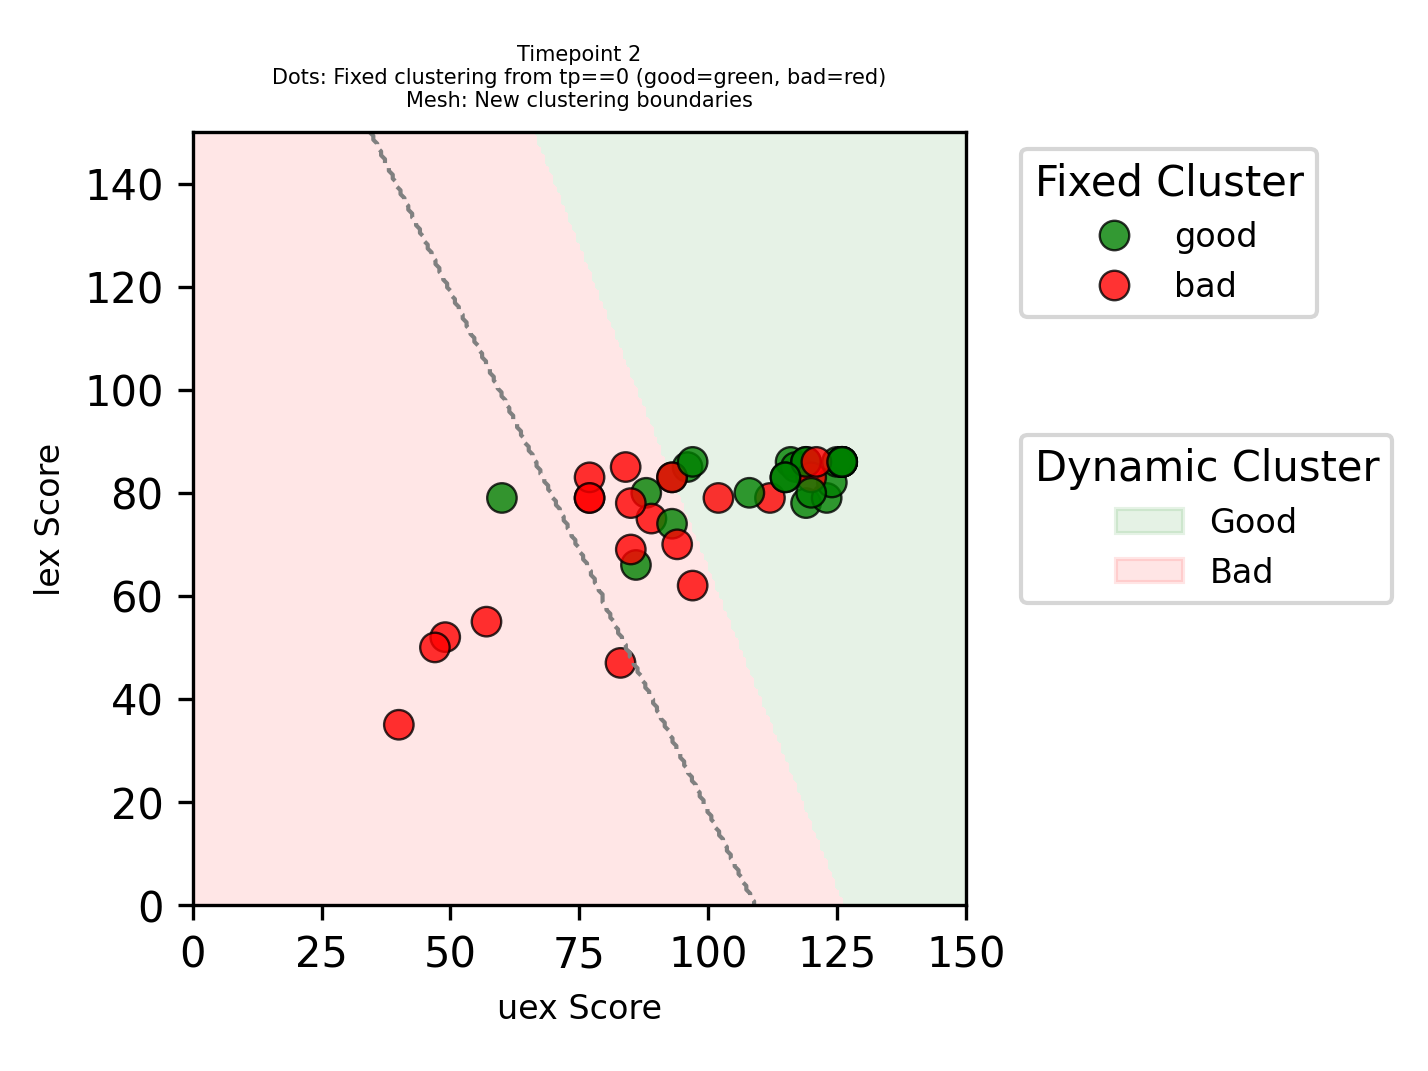 Timepoint 2
Dots: Fixed clustering from tp==0 (good=green, bad=red)
Mesh: New clustering boundaries
140
120
100
80
60
40
20
0
lex Score
0 25 50 75 100 125 150
uex Score
Fixed Cluster
good
bad
Dynamic Cluster
Good
Bad